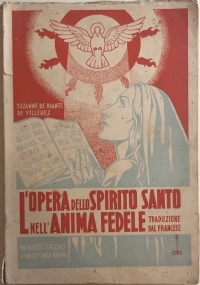 SUZANNE DE RIANTS
DE VILLEREZ
L'OPERA DELLO SPIRITO SANTO
NELL'ANIMA FEDELE
TRADUZIONE
DAL FRANCESE